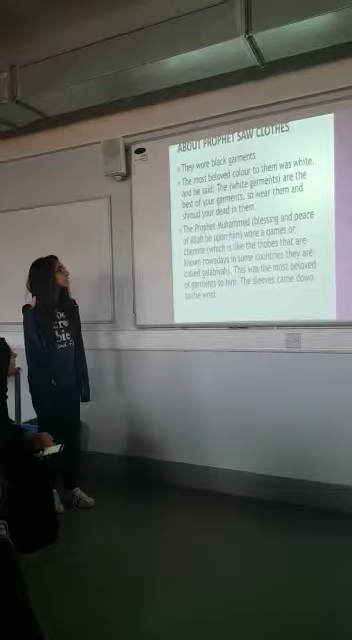 ABOUT PROPHET SAW CLOTHES
They wore black garments
The most beloved colour to them was white,
and he said: The (white garments) are the
best of your garments, so wear them and
shroud your dead in them
The Prophet Muhammed (blessing and peace
of Allah be upon him) wore a qames or
chemise (which is like the thobes that are
known nowadays in some countries they are
called gelabiyah). This was the most beloved
of garments to him. The sleeves came down
to the wrist